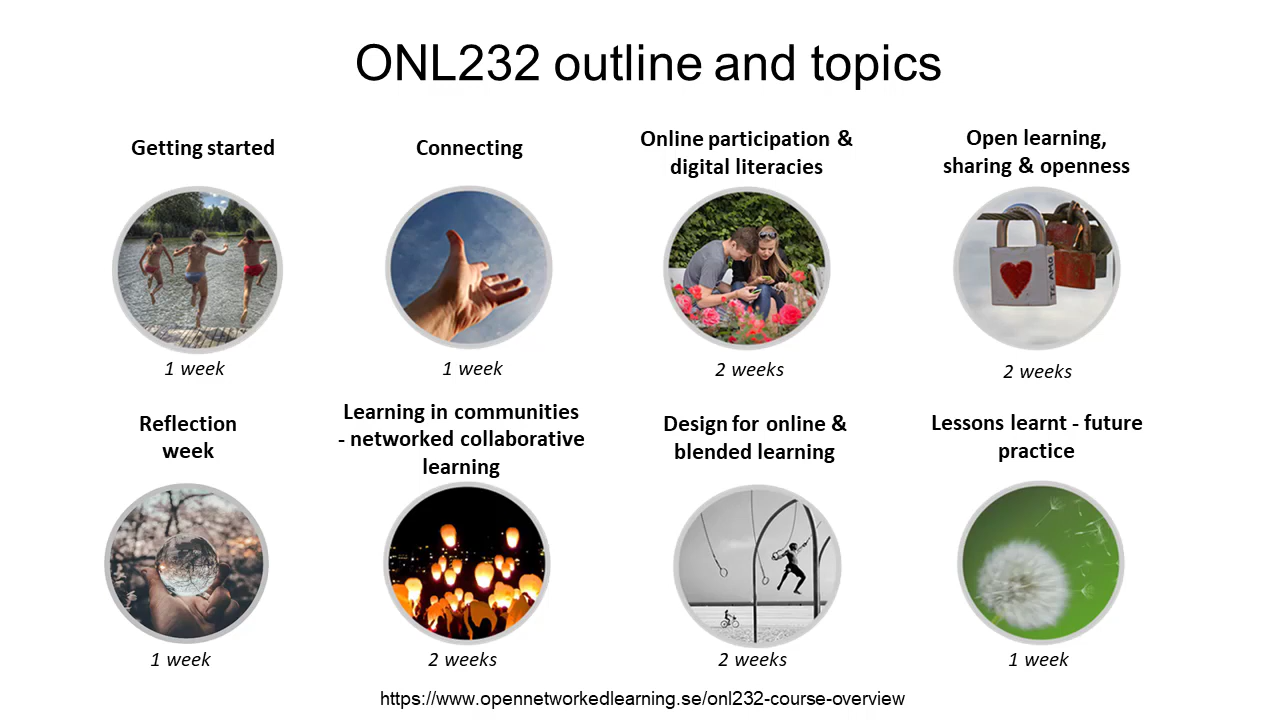 ONL232 outline and topics
Getting started
Connecting
Online participation &
digital literacies
Open learning,
sharing & openness
TE AMO
1 week
1 week
2 weeks
2 weeks
Reflection
week
Learning in communities
- networked collaborative
learning
Design for online &
blended learning
Lessons learnt - future
practice
1 week
2 weeks
2 weeks
1 week
https://www.opennetworkedlearning.se/onl232-course-overview